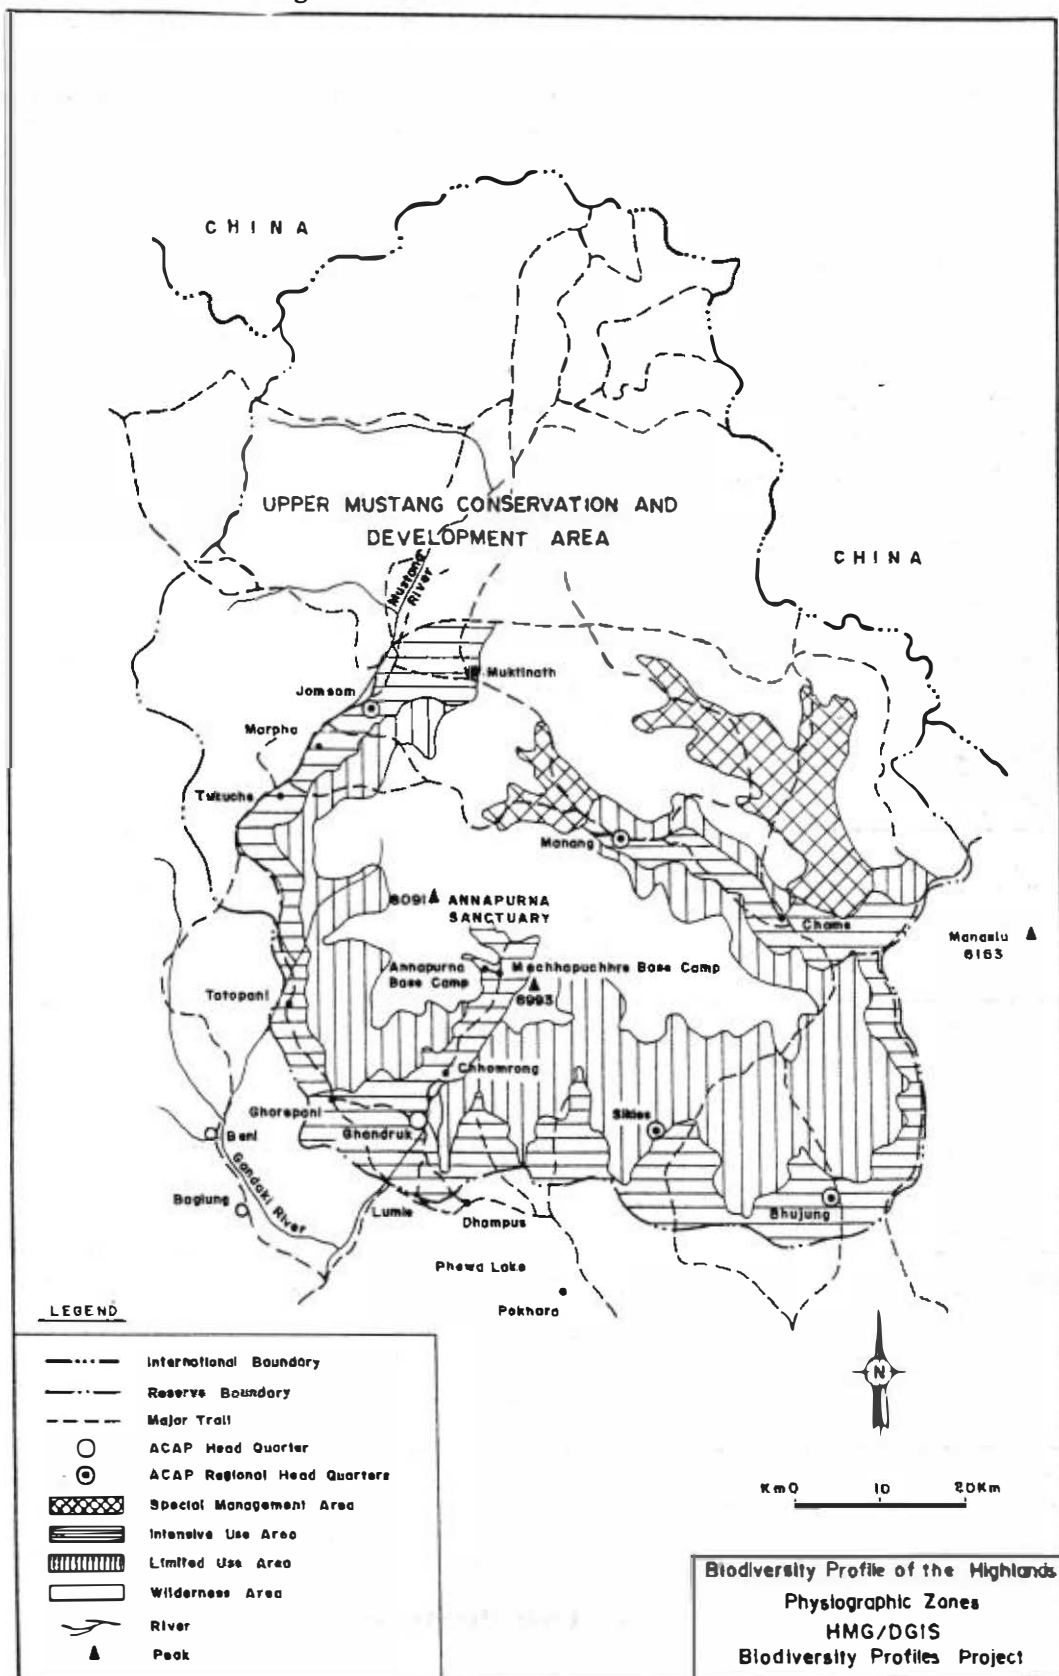 CHINA
UPPER MUSTANG CONSERVATION AND
DEVELOPMENT AREA
CHINA
Mustang
River
Muktinath
Jomsom
Marpha
Tukuche
Manang
8091
ANNAPURNA
SANCTUARY
Chame
Manaslu
8163
Annapurna
Base Camp
Machhapuchhre Base Camp
6993
Tatopani
Chhomrong
Ghorepani
Ghandruk
Sikles
Beni
Gandaki River
Baglung
Lumle
Dhampus
Bhujung
Phewa Lake
Pokhara
LEGEND
International Boundary
Reserve Boundary
Major Trail
ACAP Head Quarter
ACAP Regional Head Quarters
Special Management Area
Intensive Use Area
Limited Use Area
Wilderness Area
River
Peak
N
Km 0 10 20Km
Biodiversity Profile of the Highlands
Physiographic Zones
HMG/DGIS
Biodiversity Profiles Project